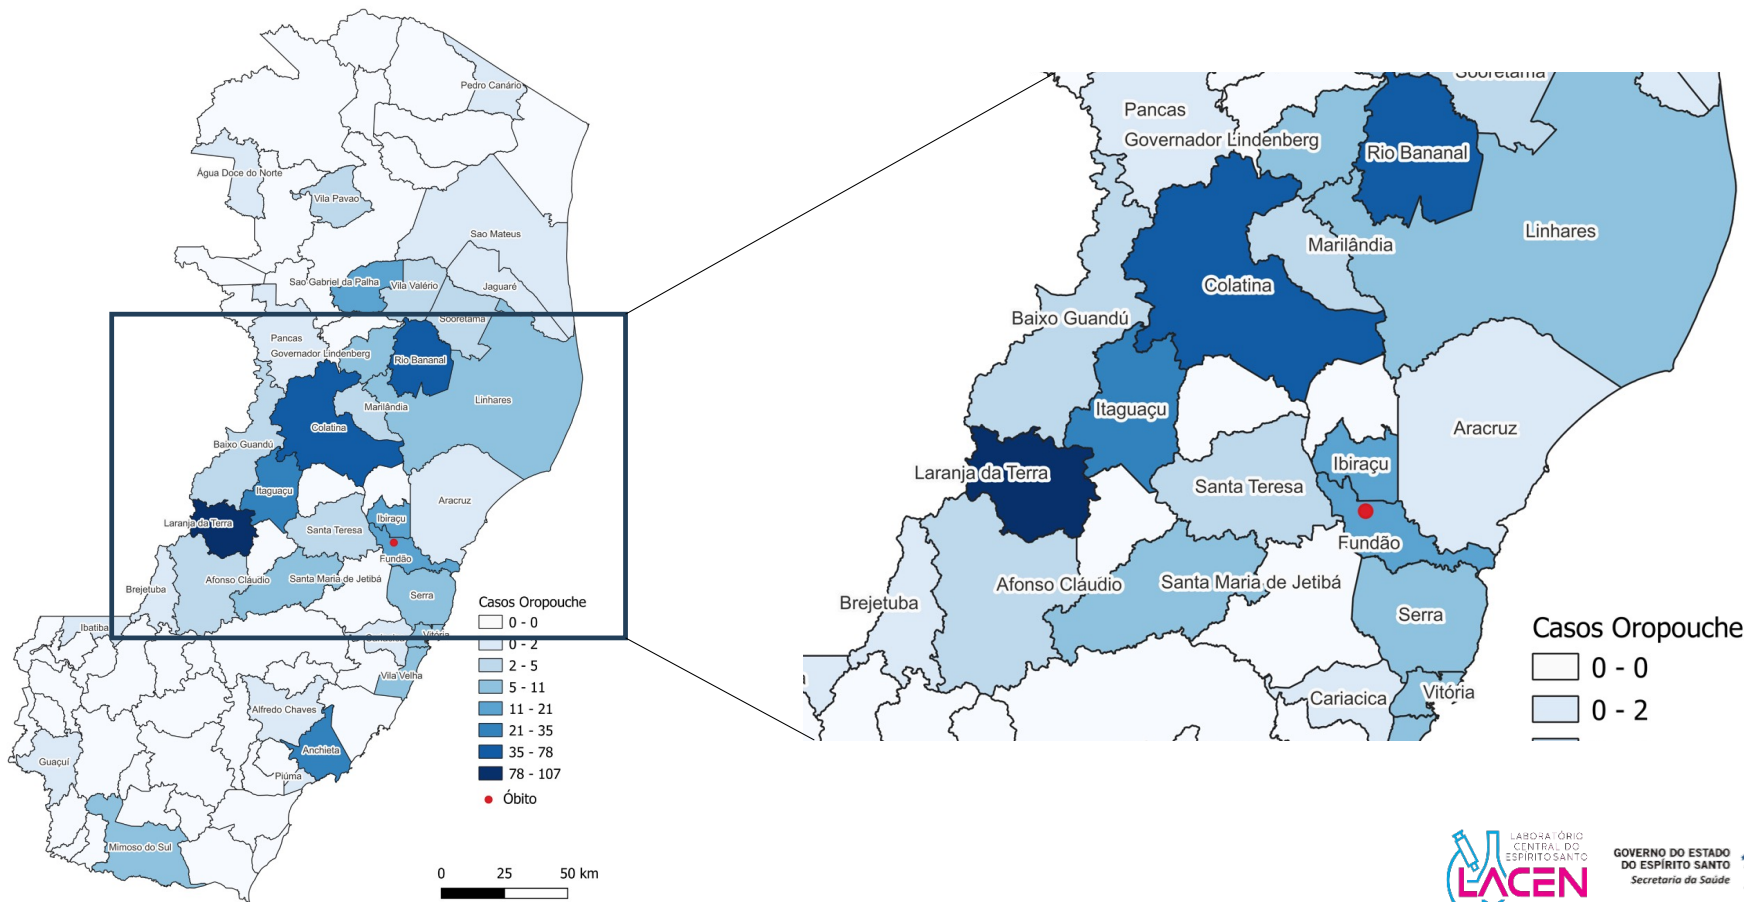 Pedro Canário
Água Doce do Norte
Vila Pavao
Sao Mateus
Sao Gabriel da Palha
Vila Valério
Jaguaré
Sooretama
Pancas
Governador Lindenberg
Rio Bananal
Linhares
Marilândia
Colatina
Baixo Guandú
Itaguaçu
Aracruz
Laranja da Terra
Ibiraçu
Santa Teresa
Fundão
Afonso Cláudio
Santa Maria de Jetibá
Brejetuba
Serra
Ibatiba
Cariacica
Vitória
Vila Velha
Alfredo Chaves
Anchieta
Guaçuí
Piúma
Mimoso do Sul
Casos Oropouche
0 - 0
0 - 2
2 - 5
5 - 11
11 - 21
21 - 35
35 - 78
78 - 107
Óbito
0 25 50 km
Sooretama
Pancas
Governador Lindenberg
Rio Bananal
Linhares
Marilândia
Colatina
Baixo Guandú
Itaguaçu
Aracruz
Ibiraçu
Laranja da Terra
Santa Teresa
Fundão
Afonso Cláudio
Santa Maria de Jetibá
Brejetuba
Serra
Cariacica
Vitória
Casos Oropouche
0 - 0
0 - 2
LABORATÓRIO
CENTRAL DO
ESPÍRITO SANTO
LACEN
GOVERNO DO ESTADO
DO ESPÍRITO SANTO
Secretaria da Saúde